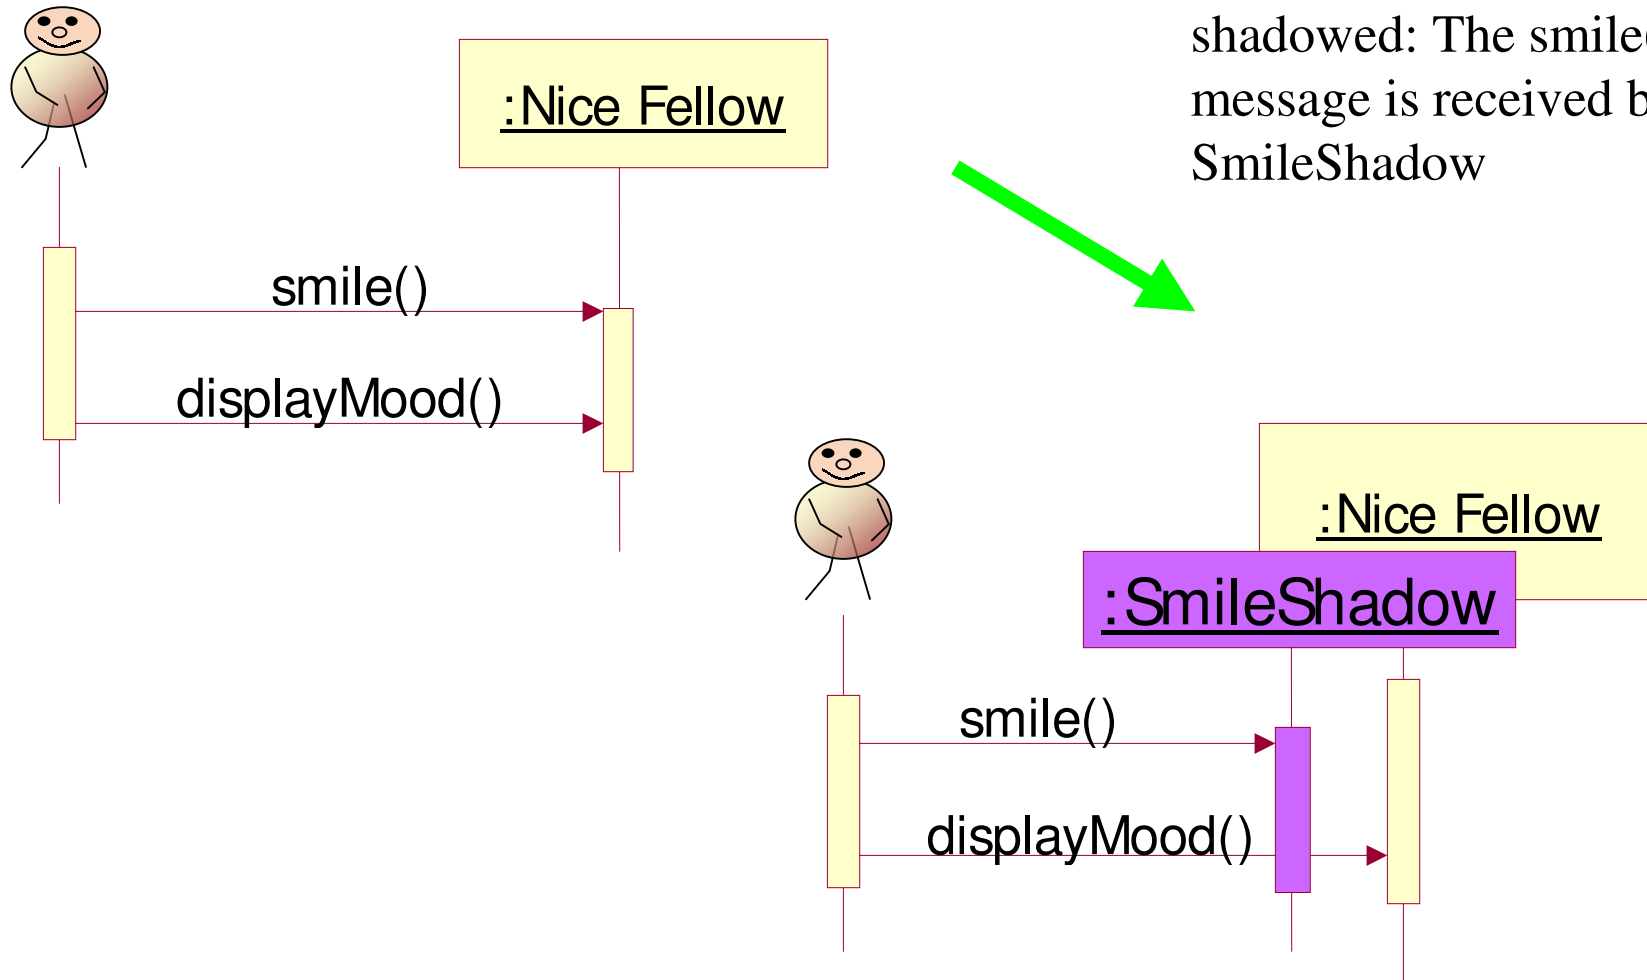 shadowed: The smile(
message is received b
SmileShadow
:Nice Fellow
smile()
displayMood()
:Nice Fellow
:SmileShadow
smile()
displayMood()